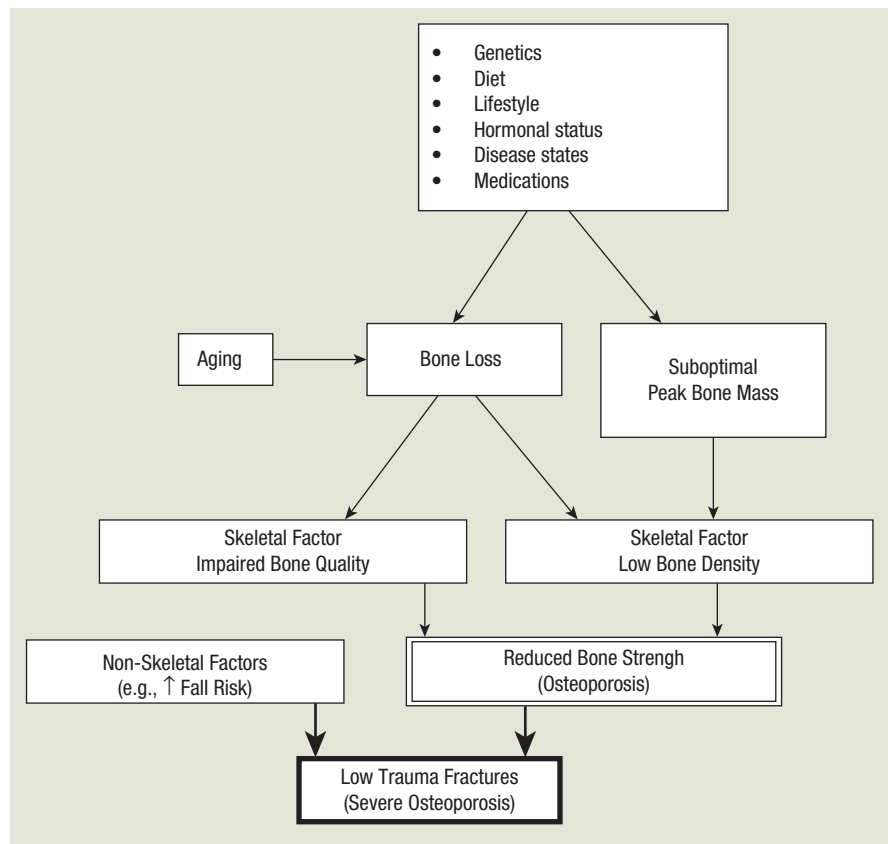 • Genetics
• Diet
• Lifestyle
• Hormonal status
• Disease states
• Medications
Aging
Bone Loss
Suboptimal
Peak Bone Mass
Skeletal Factor
Impaired Bone Quality
Skeletal Factor
Low Bone Density
Non-Skeletal Factors
(e.g., ↑ Fall Risk)
Reduced Bone Strengh
(Osteoporosis)
Low Trauma Fractures
(Severe Osteoporosis)